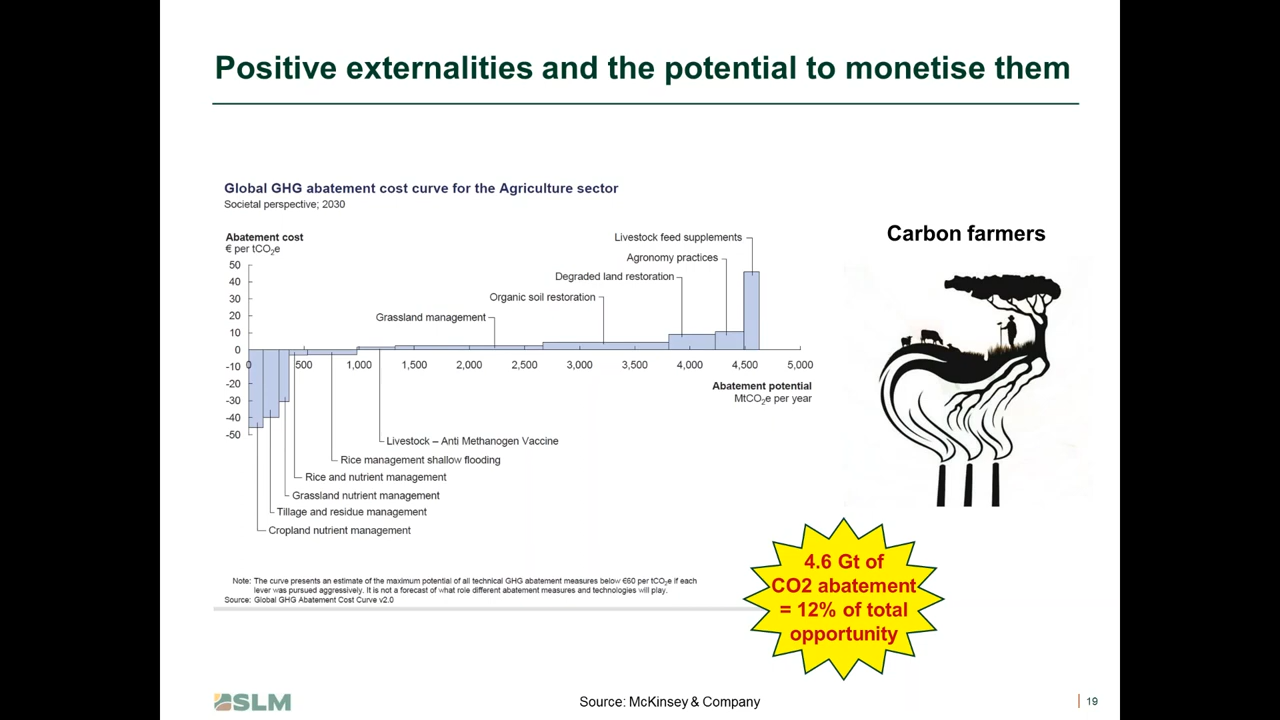 Positive externalities and the potential to monetise them
Global GHG abatement cost curve for the Agriculture sector
Societal perspective; 2030
Abatement cost
€ per tCO2e
50
40
30
20
10
0
-10
-20
-30
-40
-50
0
500
1,000
1,500
2,000
2,500
3,000
3,500
4,000
4,500
5,000
Livestock feed supplements
Agronomy practices
Degraded land restoration
Organic soil restoration
Grassland management
Abatement potential
MtCO2e per year
Livestock – Anti Methanogen Vaccine
Rice management shallow flooding
Rice and nutrient management
Grassland nutrient management
Tillage and residue management
Cropland nutrient management
Note: The curve presents an estimate of the maximum potential of all technical GHG abatement measures below €60 per tCO2e if each
lever was pursued aggressively. It is not a forecast of what role different abatement measures and technologies will play.
Source: Global GHG Abatement Cost Curve v2.0
Carbon farmers
4.6 Gt of
CO2 abatement
= 12% of total
opportunity
SLM
Source: McKinsey & Company
19